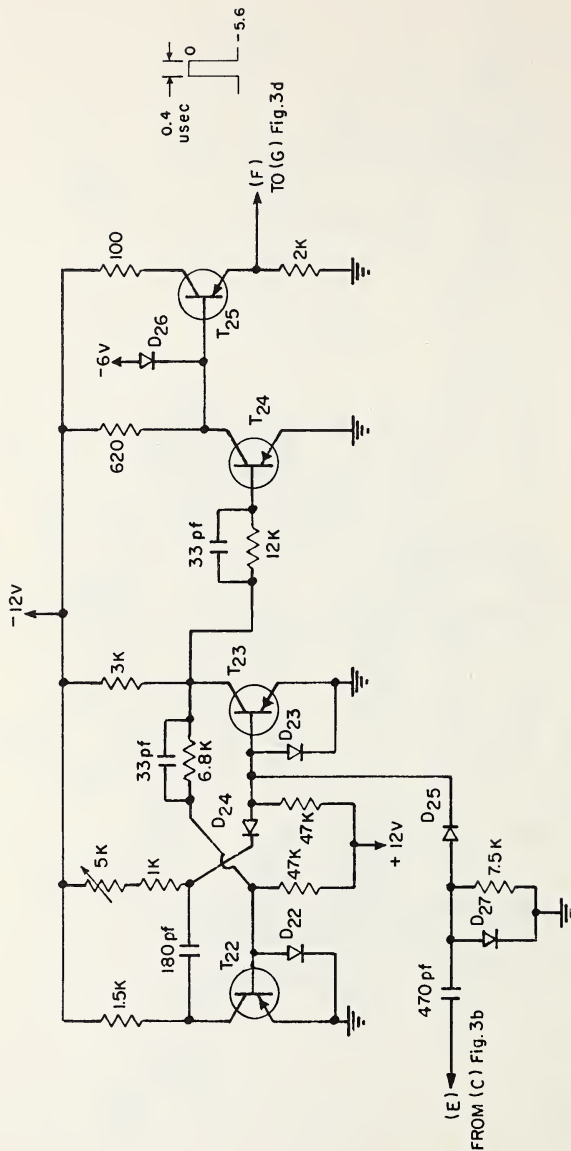 -12V
0.4
usec
0
-5.6
1.5K
5K
1K
3K
620
100
180 pf
33pf
6.8K
-6V
D26
T22
D24
T23
33 pf
12K
T24
T25
(F)
TO (G) Fig. 3d
2K
D22
47K
47K
D23
+ 12V
D25
(E)
FROM (C) Fig. 3b
470 pf
D27
7.5K